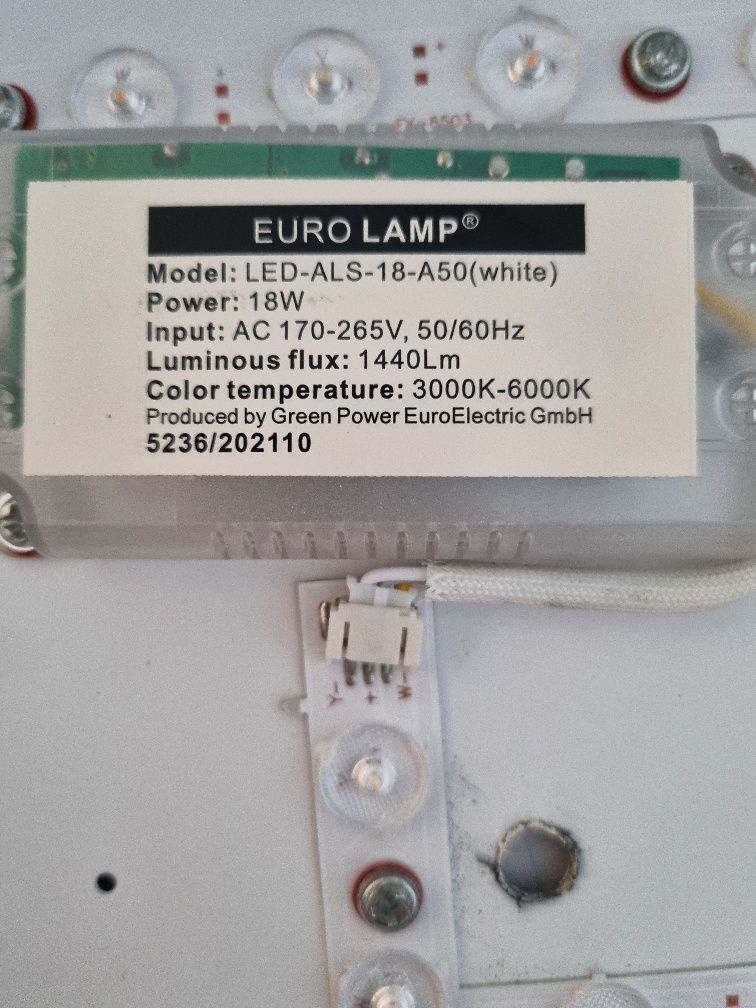 EURO LAMP®
Model: LED-ALS-18-A50(white)
Power: 18W
Input: AC 170-265V, 50/60Hz
Luminous flux: 1440Lm
Color temperature: 3000K-6000K
Produced by Green Power EuroElectric GmbH
5236/202110
Y- + W-